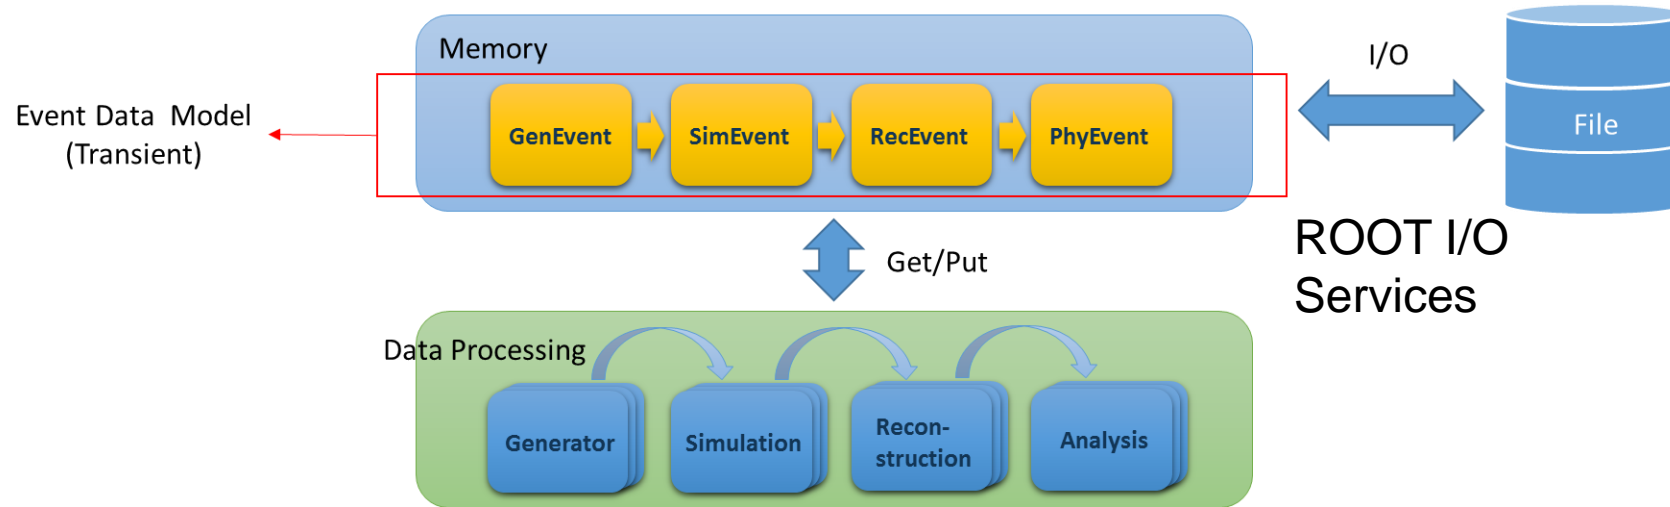 Memory
I/O
Event Data Model
(Transient)
GenEvent
SimEvent
RecEvent
PhyEvent
File
ROOT I/O
Services
Get/Put
Data Processing
Generator
Simulation
Recon-
struction
Analysis